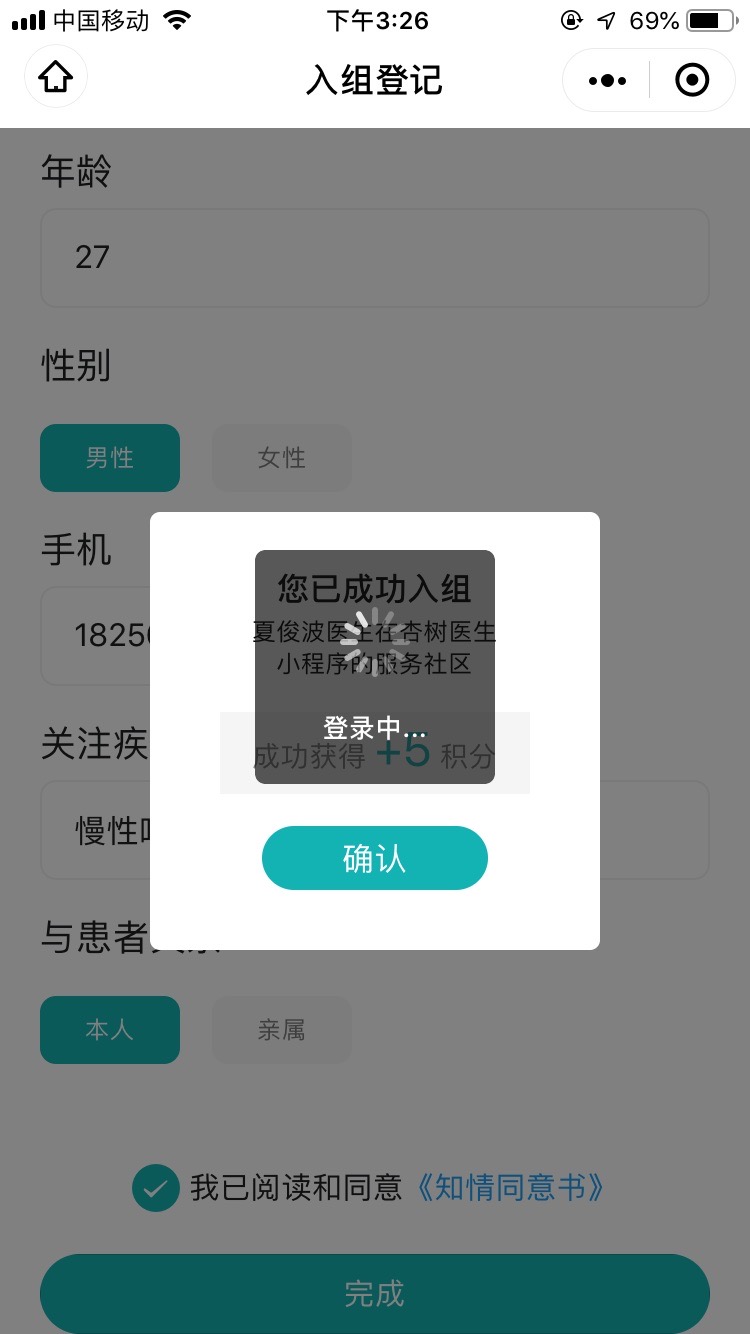 中国移动
下午3:26
69%
入组登记
年龄
27
性别
男性
女性
手机
1825
关注疾
慢性
与患者
本人
亲属
您已成功入组
夏俊波医生在杏树医生
小程序的服务社区
登录中...
成功获得 +5 积分
确认
我已阅读和同意《知情同意书》
完成